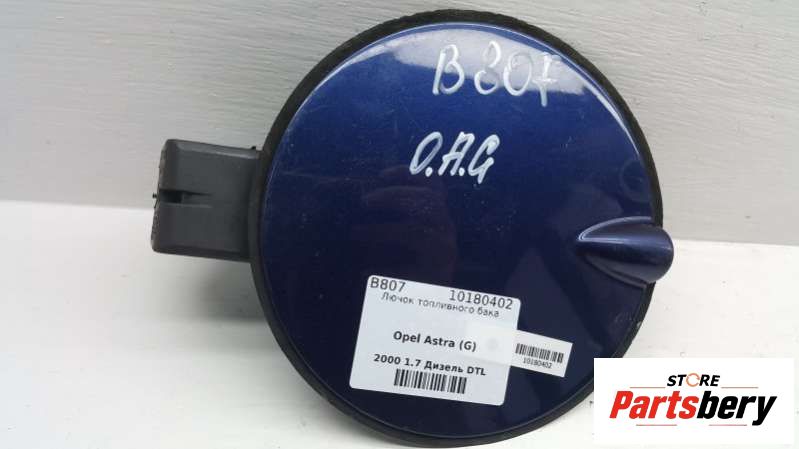 B807
O.A.G
B807 10180402
Лючок топливного бака
Opel Astra (G)
2000 1.7 Дизель DTL
10180402
STORE
Partsbery